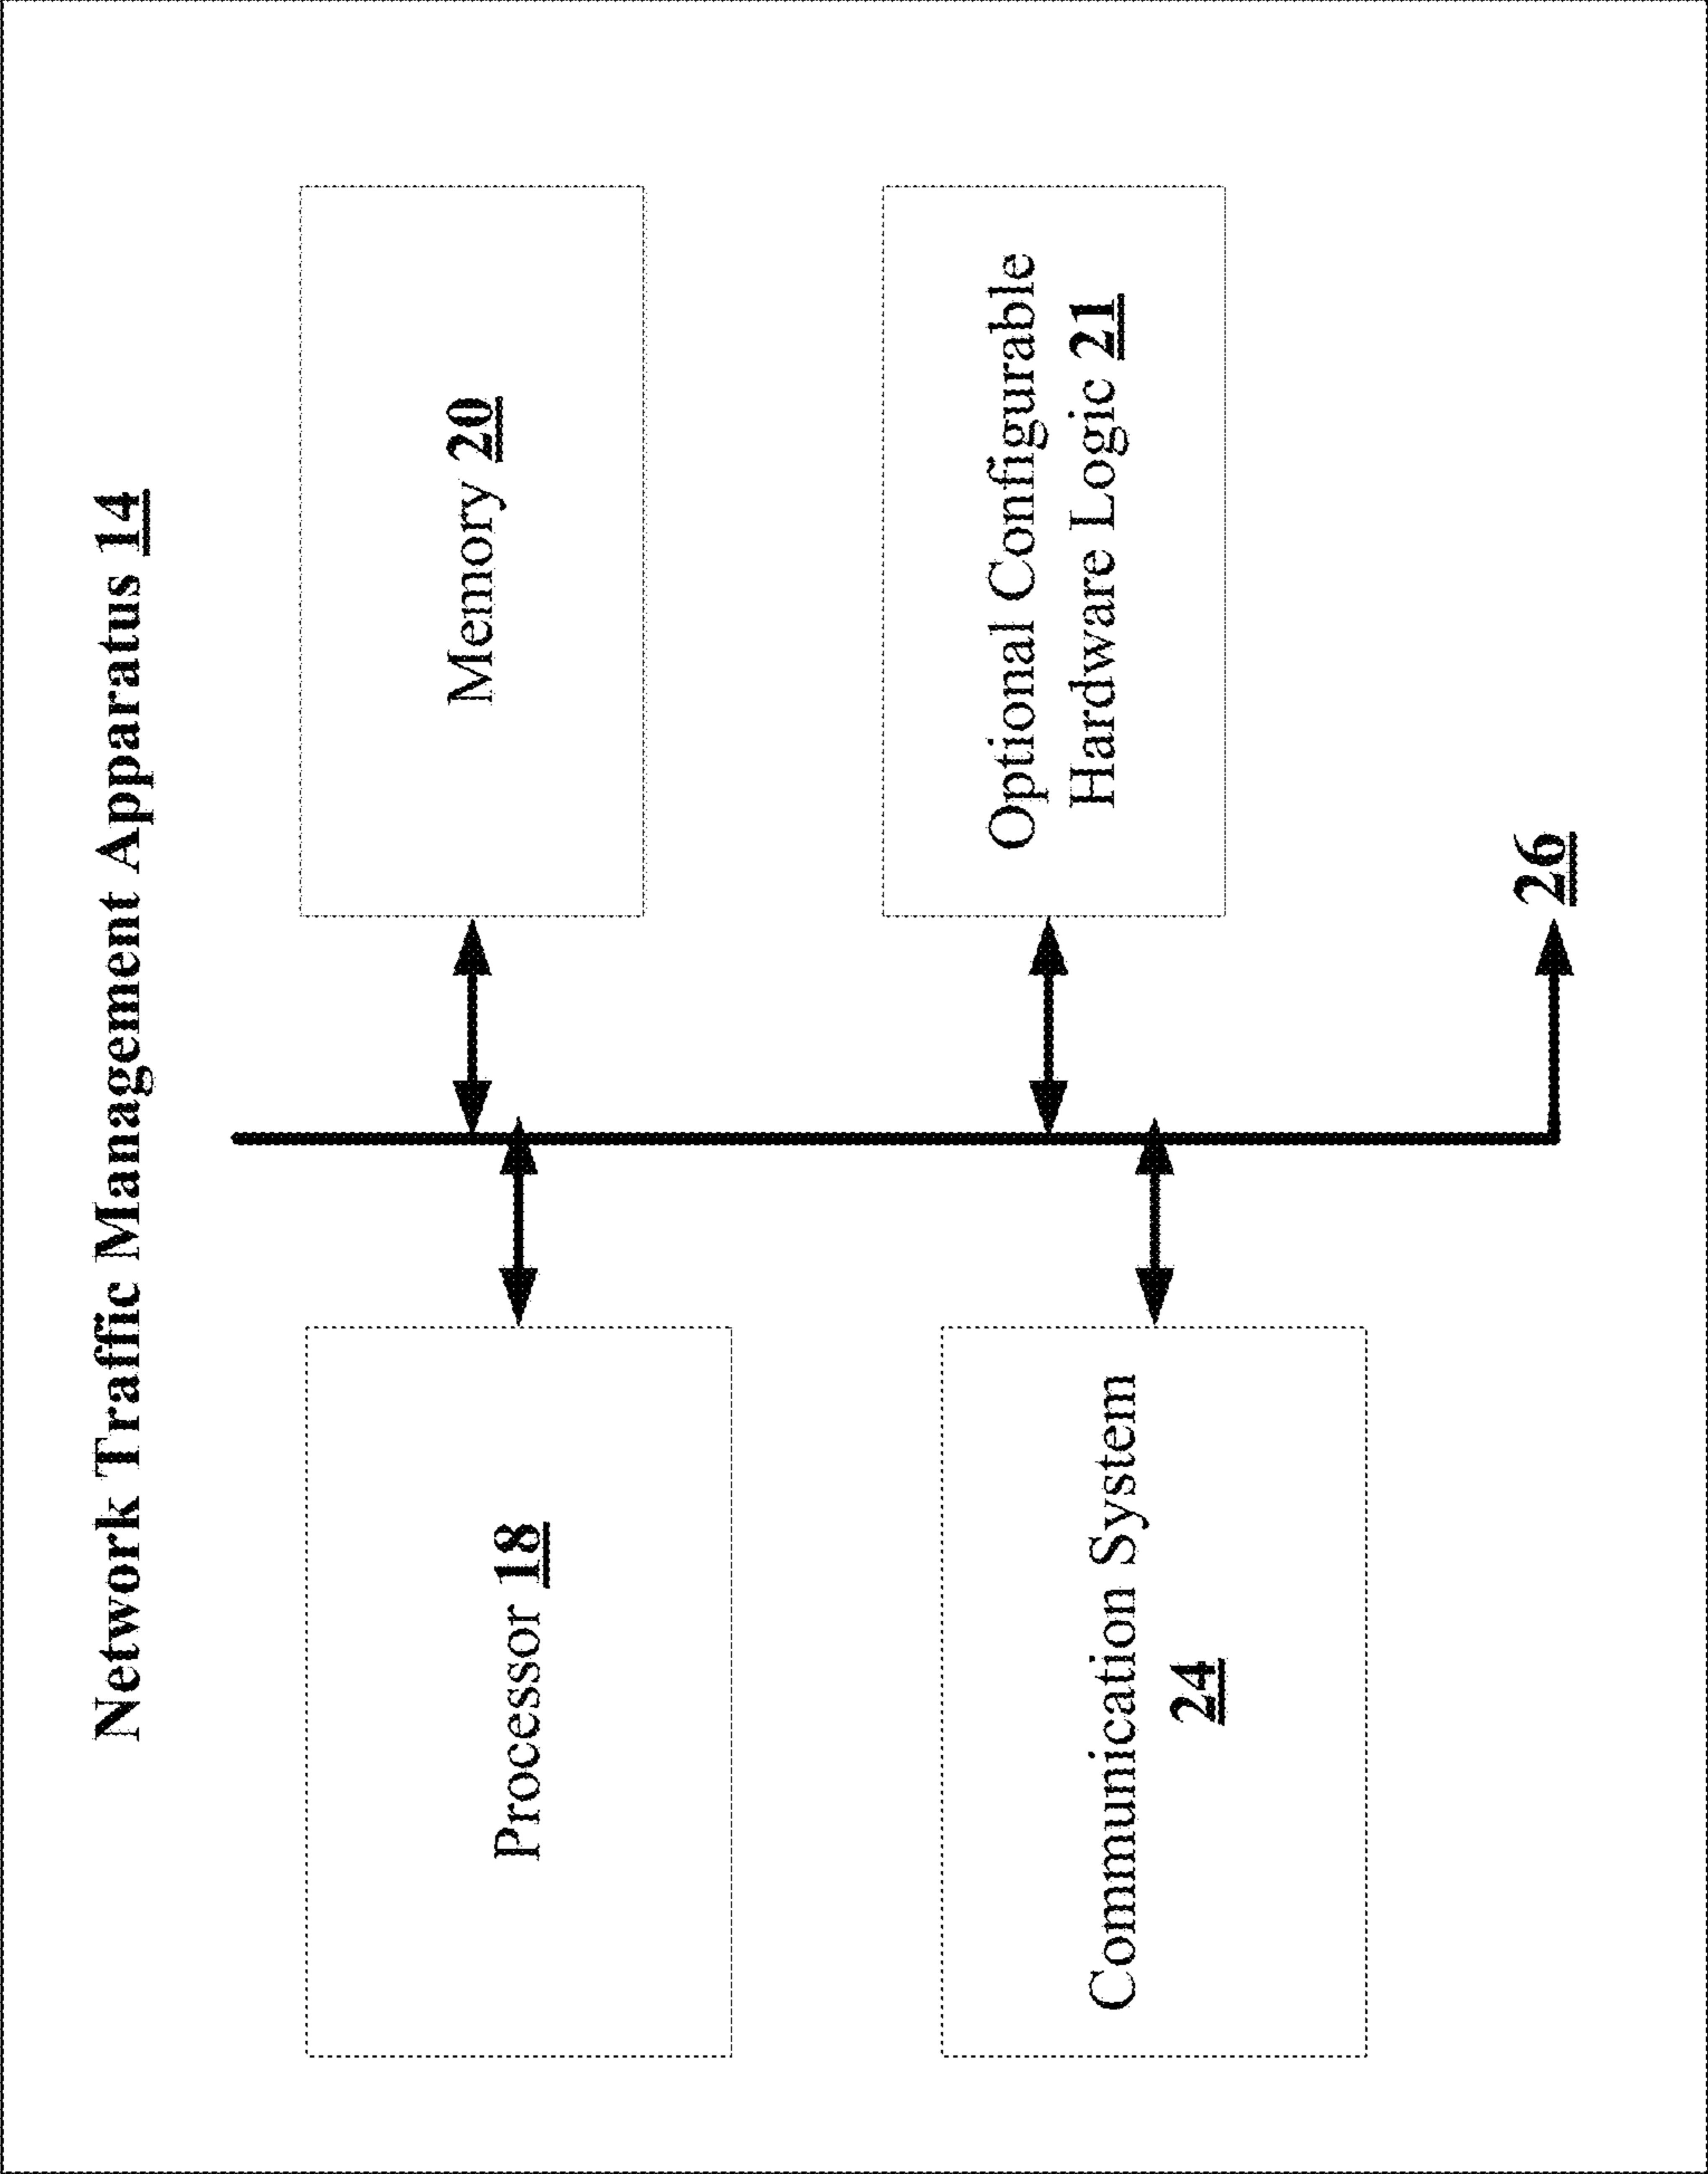 Network Traffic Management Apparatus 14
Processor 18
Memory 20
Communication System
24
Optional Configurable
Hardware Logic 21
26